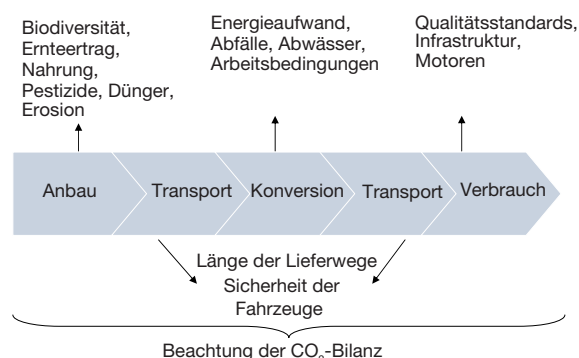 Biodiversität,
Ernteertrag,
Nahrung,
Pestizide, Dünger,
Erosion
Energieaufwand,
Abfälle, Abwässer,
Arbeitsbedingungen
Qualitätsstandards,
Infrastruktur,
Motoren
Anbau
Transport
Konversion
Transport
Verbrauch
Länge der Lieferwege
Sicherheit der
Fahrzeuge
Beachtung der CO₂-Bilanz